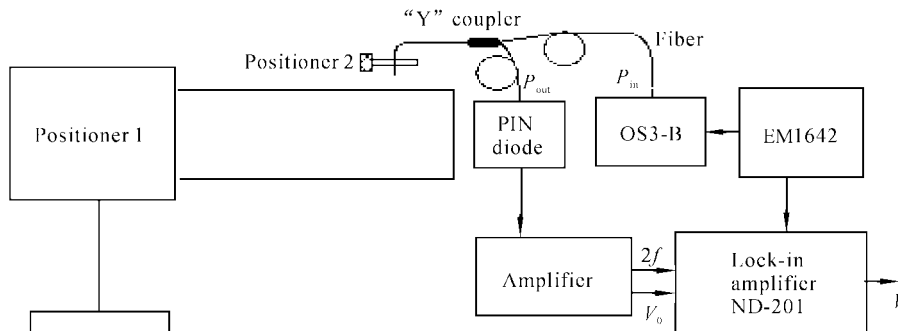 "Y" coupler
Fiber
Positioner 2
P_out
P_in
Positioner 1
PIN
diode
OS3-B
EM1642
2f
Amplifier
V_0
Lock-in
amplifier
ND-201